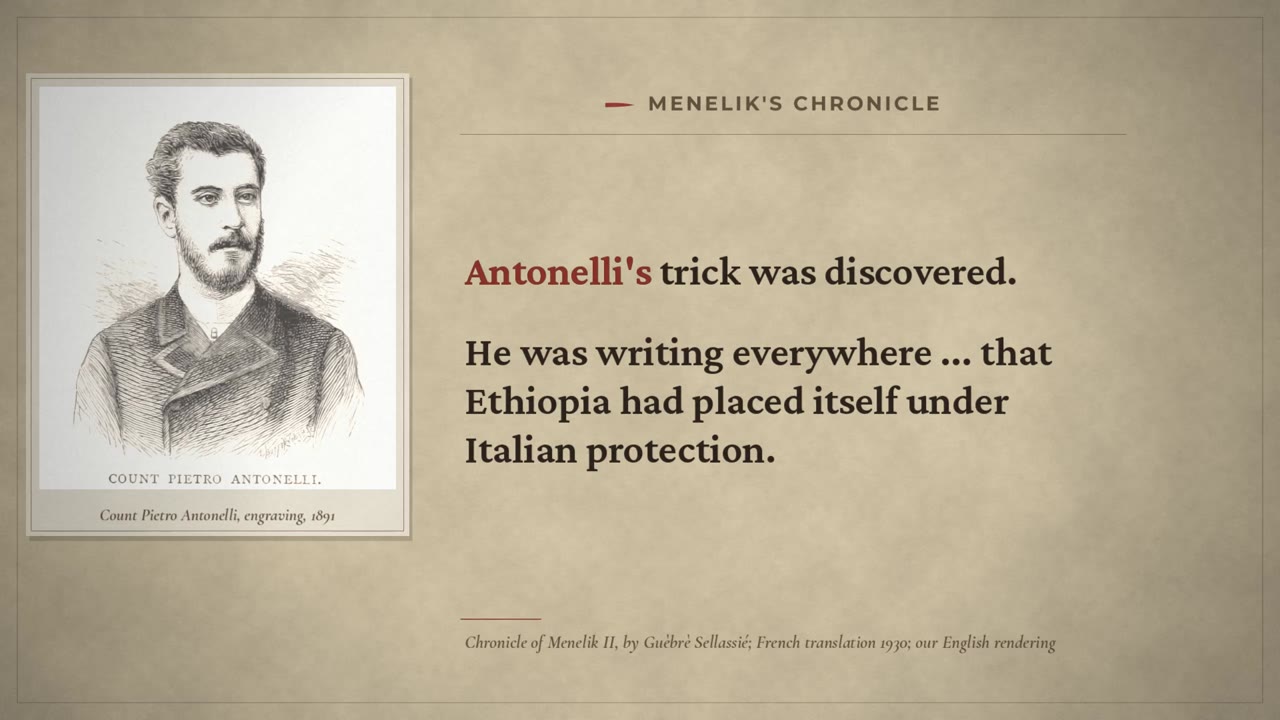 MENELIK'S CHRONICLE
Antonelli's trick was discovered.
He was writing everywhere ... that
Ethiopia had placed itself under
Italian protection.
COUNT PIETRO ANTONELLI.
Count Pietro Antonelli, engraving, 1891
Chronicle of Menelik II, by Guèbrè Sellassié; French translation 1930; our English rendering